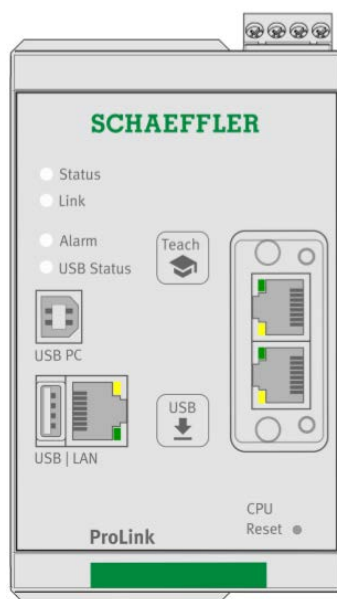 SCHAEFFLER
Status
Link
Alarm
USB Status
Teach
USB PC
USB | LAN
USB
CPU
Reset
ProLink